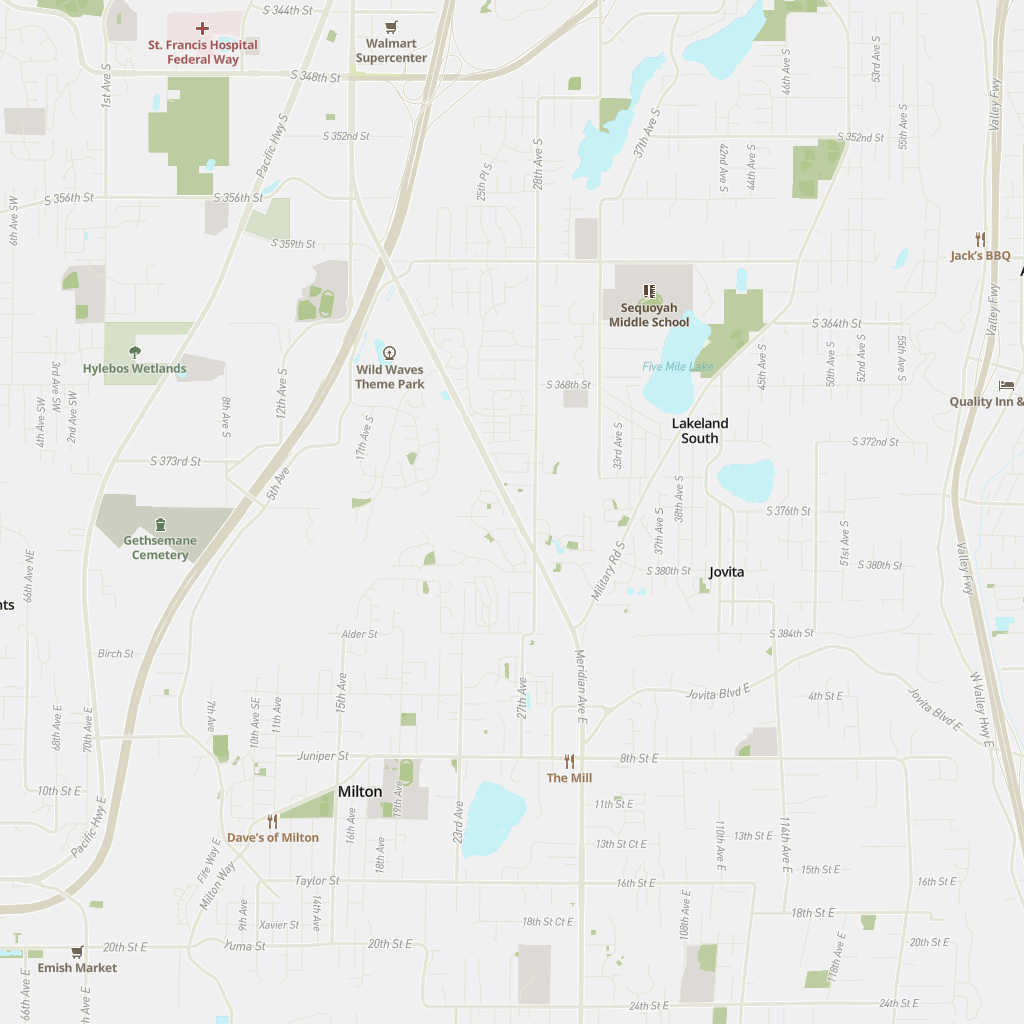 S 344th St
St. Francis Hospital
Federal Way
Walmart
Supercenter
S 348th St
1st Ave S
Pacific Hwy S
S 352nd St
25th Pl S
28th Ave S
37th Ave S
42nd Ave S
44th Ave S
46th Ave S
53rd Ave S
55th Ave S
S 352nd St
Valley Fwy
6th Ave SW
S 356th St
S 356th St
S 359th St
Jack's BBQ
A
Sequoyah
Middle School
Valley Fwy
S 364th St
Hylebos Wetlands
Wild Waves
Theme Park
Five Mile Lake
45th Ave S
50th Ave S
52nd Ave S
55th Ave S
3rd Ave SW
4th Ave SW
2nd Ave SW
8th Ave S
12th Ave S
S 368th St
Quality Inn &
17th Ave S
33rd Ave S
Lakeland
South
S 372nd St
S 373rd St
5th Ave
38th Ave S
37th Ave S
S 376th St
51st Ave S
Gethsemane
Cemetery
66th Ave NE
Military Rd S
S 380th St
Jovita
S 380th St
Valley Fwy
nts
Alder St
S 384th St
Birch St
Meridian Ave E
15th Ave
27th Ave
Jovita Blvd E
4th St E
Jovita Blvd E
W Valley Hwy E
68th Ave E
70th Ave E
7th Ave
10th Ave SE
11th Ave
Juniper St
The Mill
8th St E
10th St E
Milton
19th Ave
11th St E
Pacific Hwy E
Dave's of Milton
16th Ave
18th Ave
23rd Ave
13th St Ct E
110th Ave E
13th St E
114th Ave E
Fife Way E
Milton Way
Taylor St
16th St E
15th St E
16th St E
9th Ave
14th Ave
Xavier St
18th St Ct E
108th Ave E
18th St E
20th St E
Yuma St
20th St E
118th Ave E
20th St E
Emish Market
66th Ave E
82nd Ave E
24th St E
24th St E